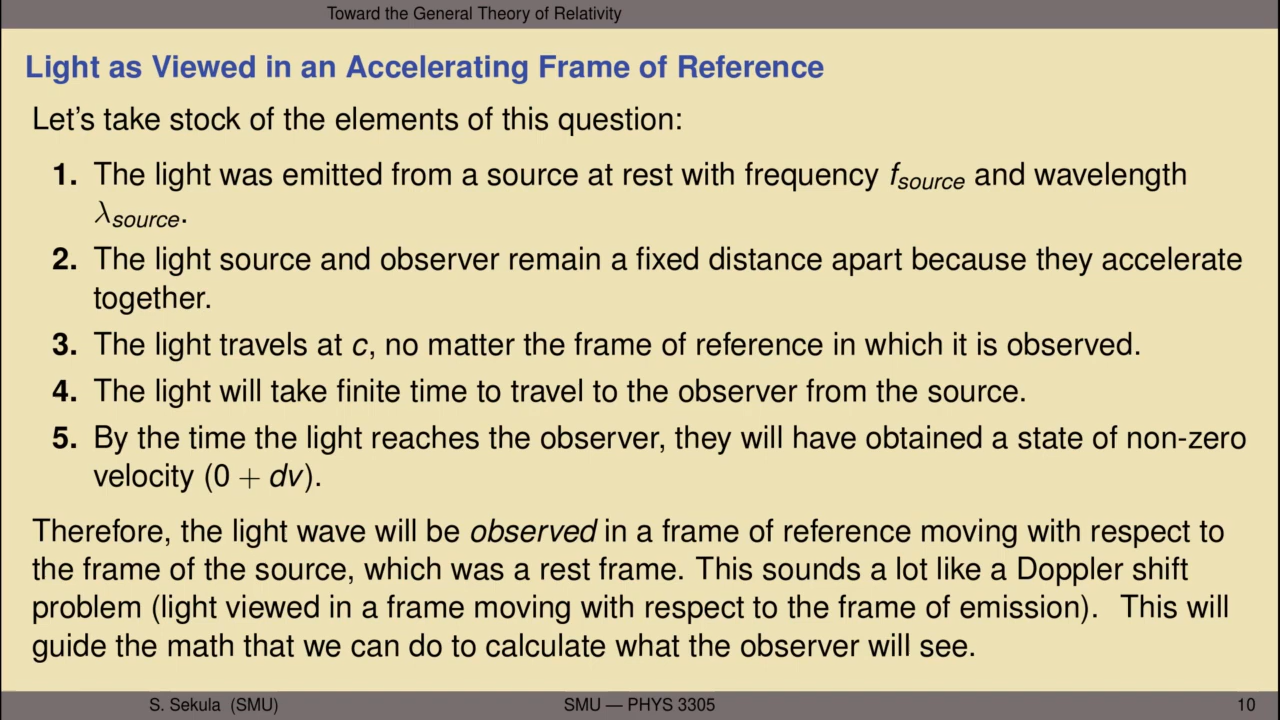 Toward the General Theory of Relativity
Light as Viewed in an Accelerating Frame of Reference
Let's take stock of the elements of this question:
1. The light was emitted from a source at rest with frequency f_source and wavelength
λ_source.
2. The light source and observer remain a fixed distance apart because they accelerate
together.
3. The light travels at c, no matter the frame of reference in which it is observed.
4. The light will take finite time to travel to the observer from the source.
5. By the time the light reaches the observer, they will have obtained a state of non-zero
velocity (0 + dv).
Therefore, the light wave will be observed in a frame of reference moving with respect to
the frame of the source, which was a rest frame. This sounds a lot like a Doppler shift
problem (light viewed in a frame moving with respect to the frame of emission). This will
guide the math that we can do to calculate what the observer will see.
S. Sekula (SMU) SMU — PHYS 3305 10